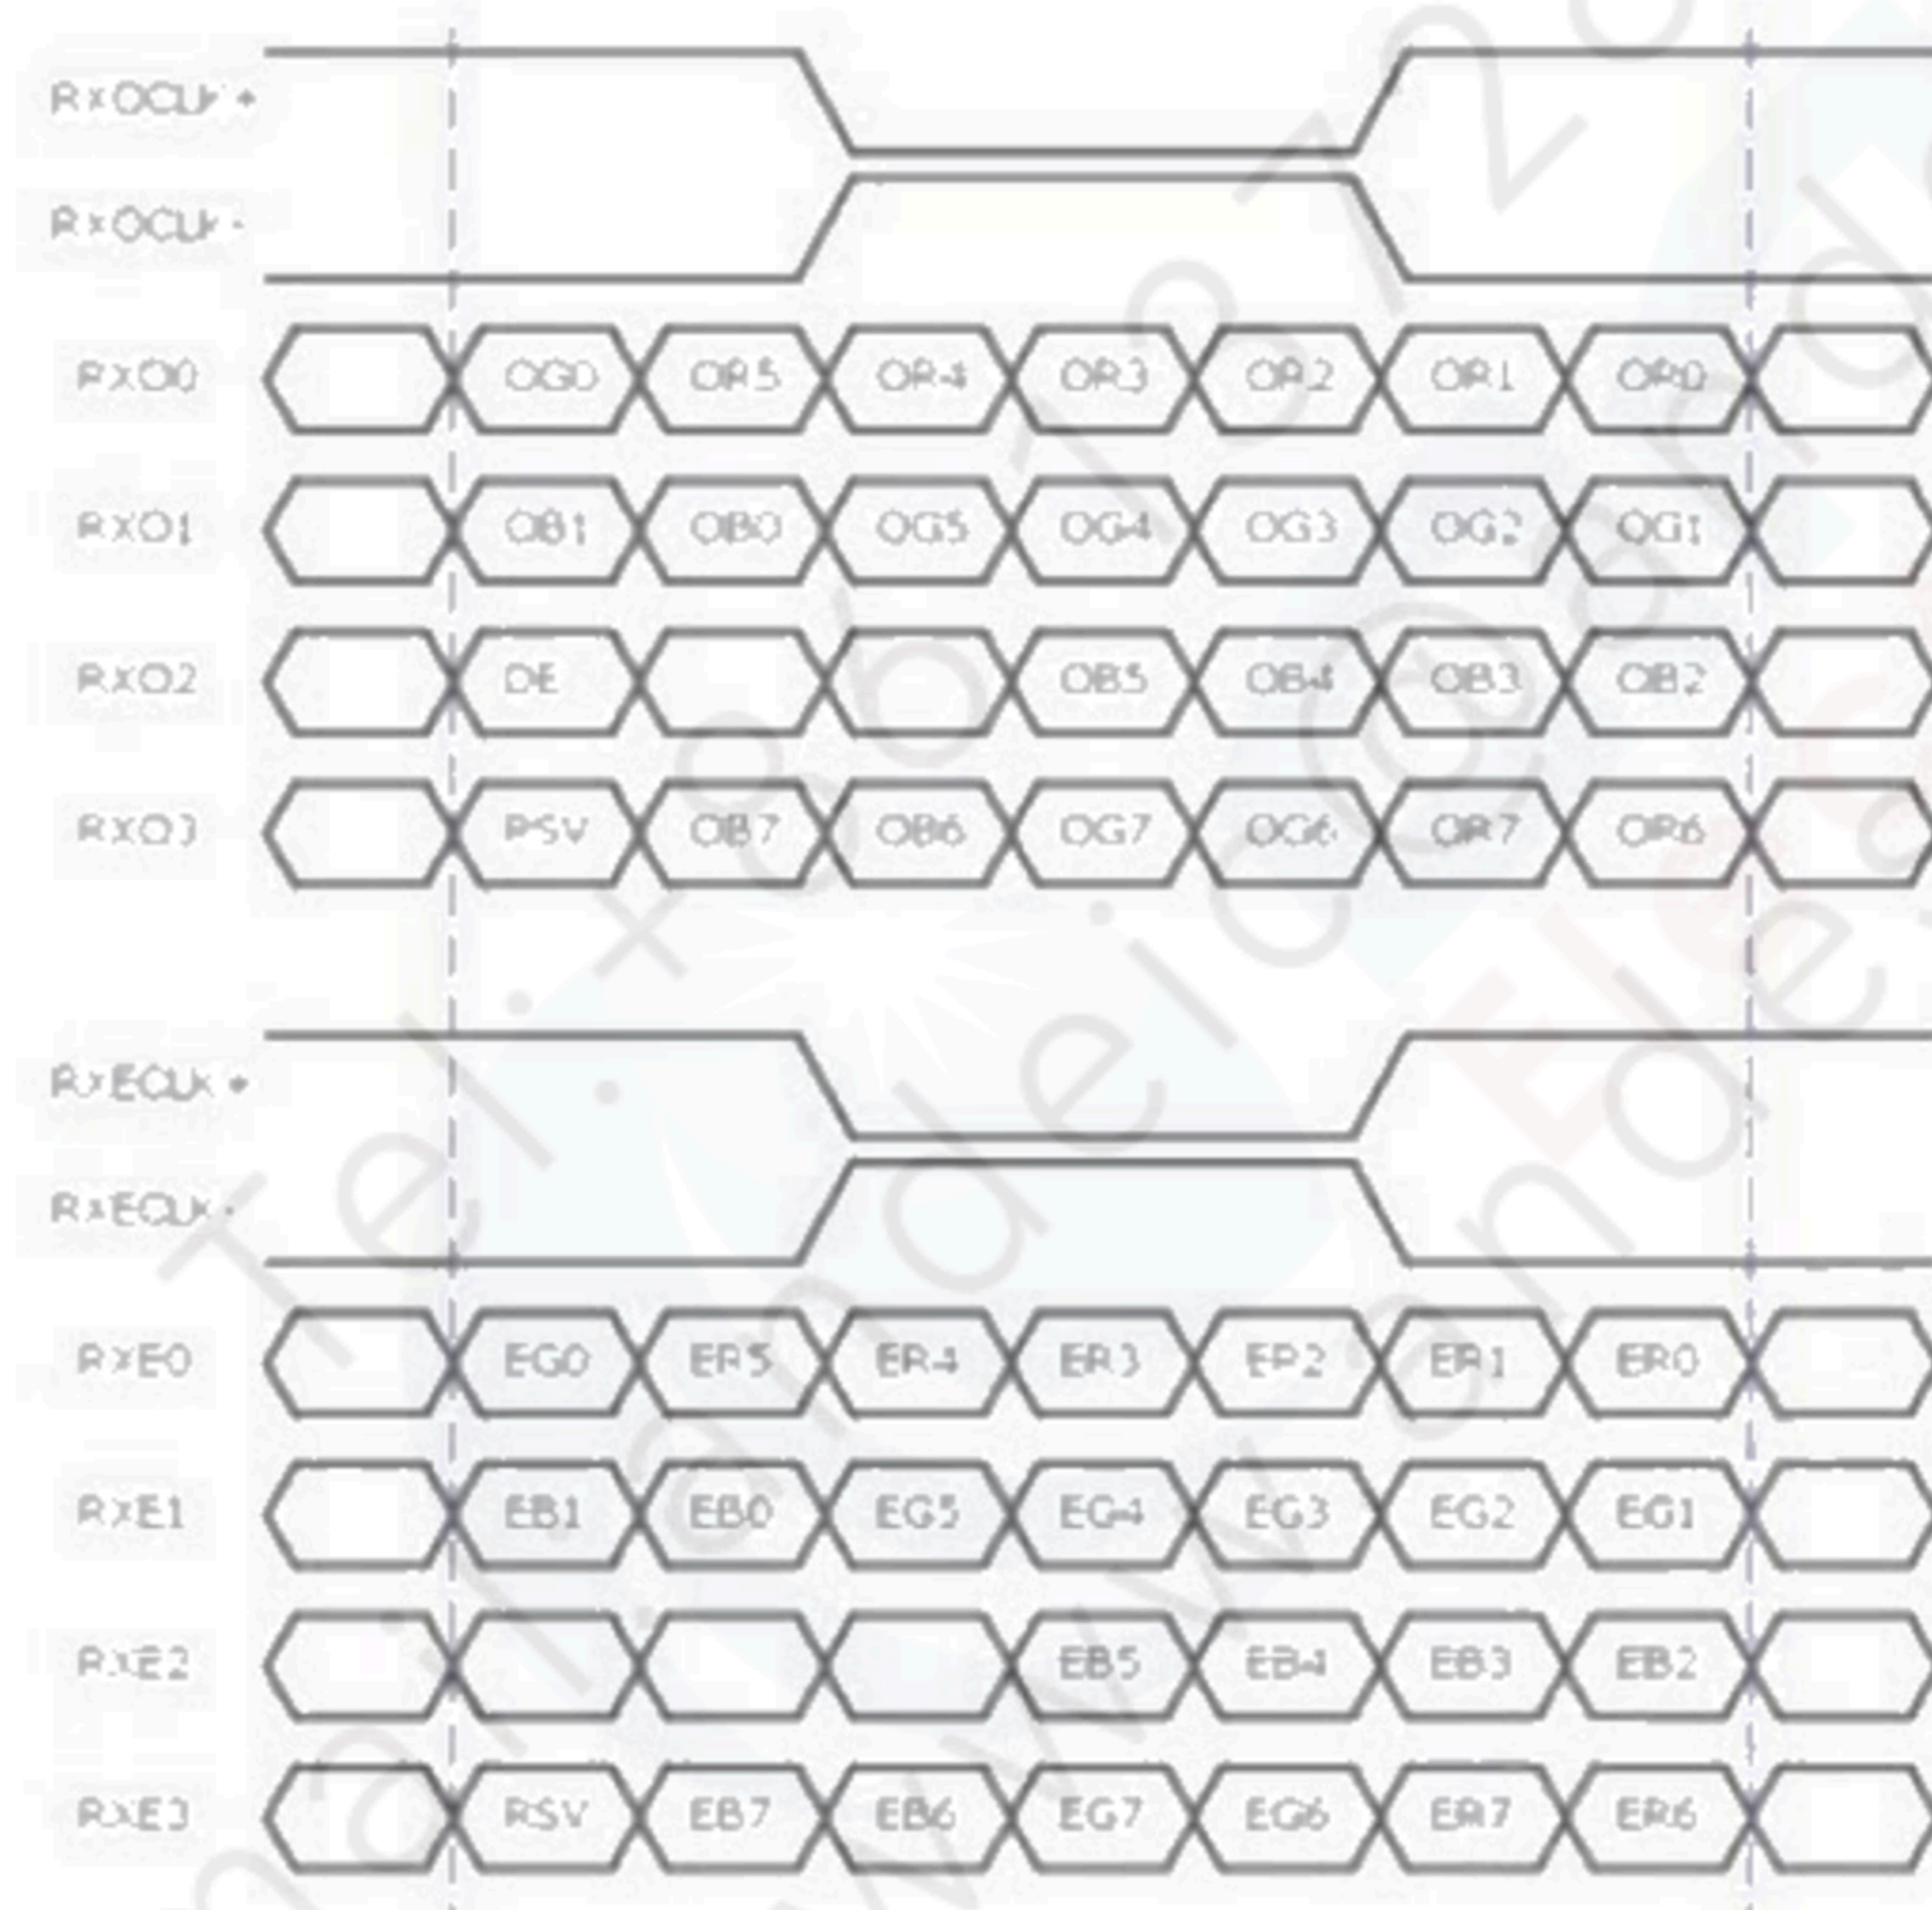 RXOCLK +
RXOCLK -
RXO0 OG0 OR5 OR4 OR3 OR2 OR1 OR0
RXO1 OB1 OB0 OG5 OG4 OG3 OG2 OG1
RXO2 DE OB5 OB4 OB3 OB2
RXO3 RSV OB7 OB6 OG7 OG6 OR7 OR6
RXECLK +
RXECLK -
RXE0 EG0 ER5 ER4 ER3 ER2 ER1 ER0
RXE1 EB1 EB0 EG5 EG4 EG3 EG2 EG1
RXE2 EB5 EB4 EB3 EB2
RXE3 RSV EB7 EB6 EG7 EG6 ER7 ER6